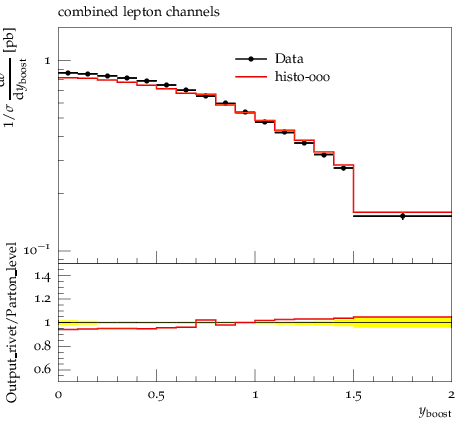 combined lepton channels
1/σ dσ/dy_boost [pb]
Data
histo-000
1
10⁻¹
Output_rivet/Parton_level
1.4
1.2
1
0.8
0.6
0 0.5 1 1.5 2
y_boost